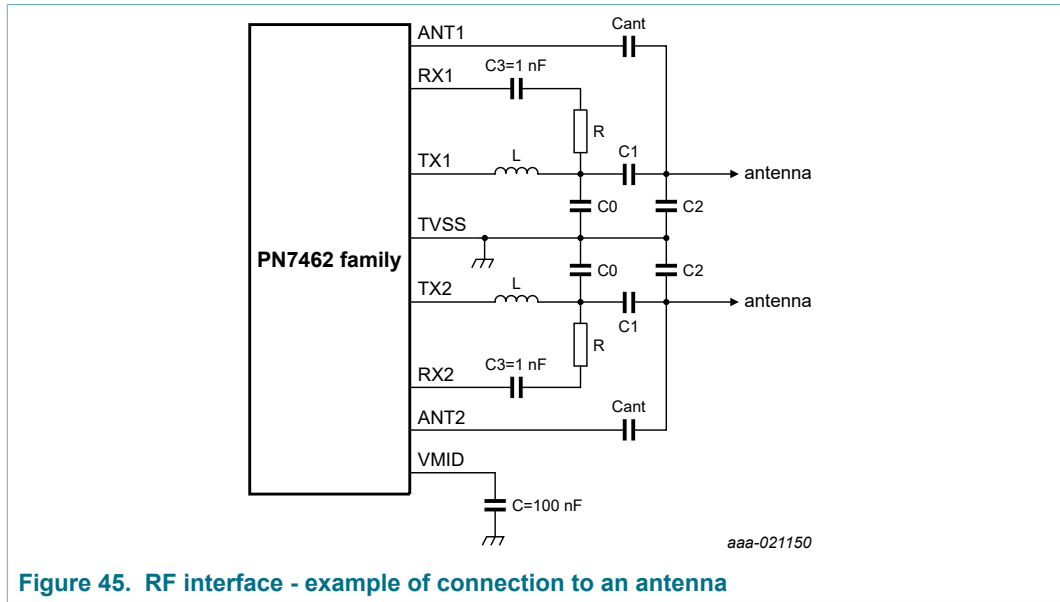 ANT1
Cant
C3=1 nF
RX1
R
C1
L
TX1
antenna
C0
C2
TVSS
PN7462 family
C0
C2
L
TX2
antenna
C1
R
C3=1 nF
RX2
Cant
ANT2
VMID
C=100 nF
aaa-021150
Figure 45. RF interface - example of connection to an antenna